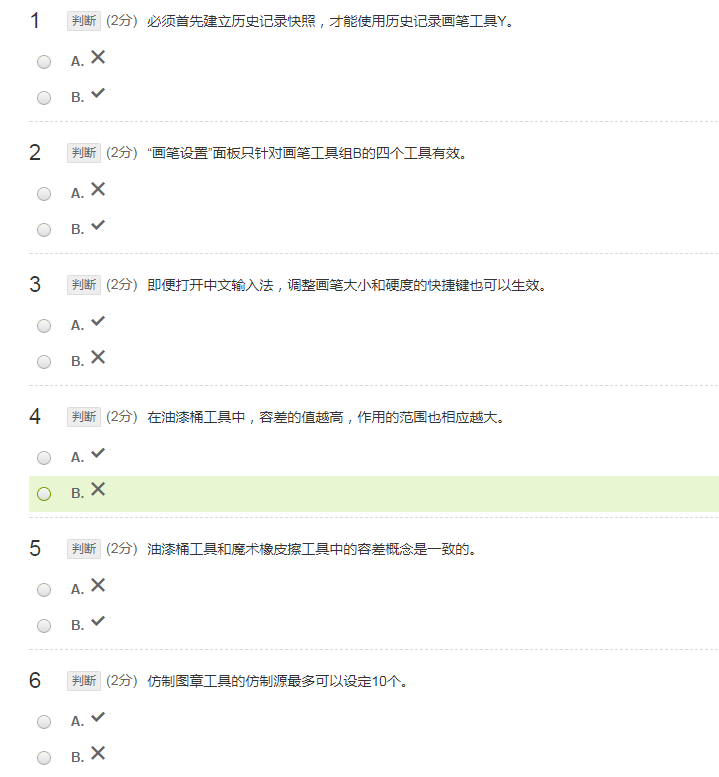 1 判断 (2分) 必须首先建立历史记录快照，才能使用历史记录画笔工具Y。
A. ✕
B. ✓
2 判断 (2分) “画笔设置”面板只针对画笔工具组B的四个工具有效。
A. ✕
B. ✓
3 判断 (2分) 即便打开中文输入法，调整画笔大小和硬度的快捷键也可以生效。
A. ✓
B. ✕
4 判断 (2分) 在油漆桶工具中，容差的值越高，作用的范围也相应越大。
A. ✓
B. ✕
5 判断 (2分) 油漆桶工具和魔术橡皮擦工具中的容差概念是一致的。
A. ✕
B. ✓
6 判断 (2分) 仿制图章工具的仿制源最多可以设定10个。
A. ✓
B. ✕